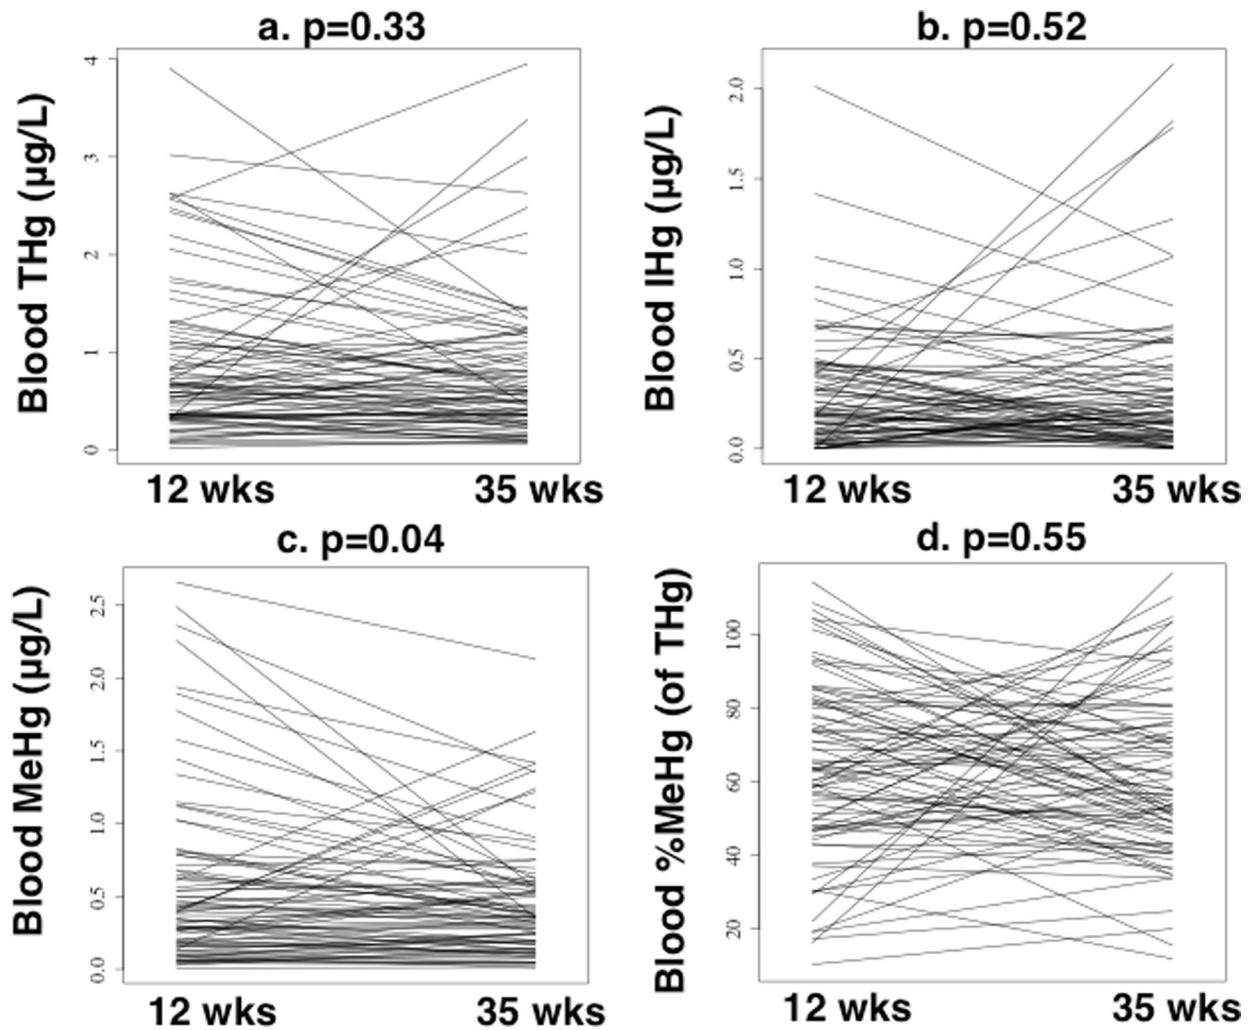 a. p=0.33
Blood THg (µg/L)
4
3
2
1
0
12 wks
35 wks
b. p=0.52
Blood IHg (µg/L)
2.0
1.5
1.0
0.5
0.0
12 wks
35 wks
c. p=0.04
Blood MeHg (µg/L)
2.5
2.0
1.5
1.0
0.5
0.0
12 wks
35 wks
d. p=0.55
Blood %MeHg (of THg)
100
80
60
40
20
12 wks
35 wks